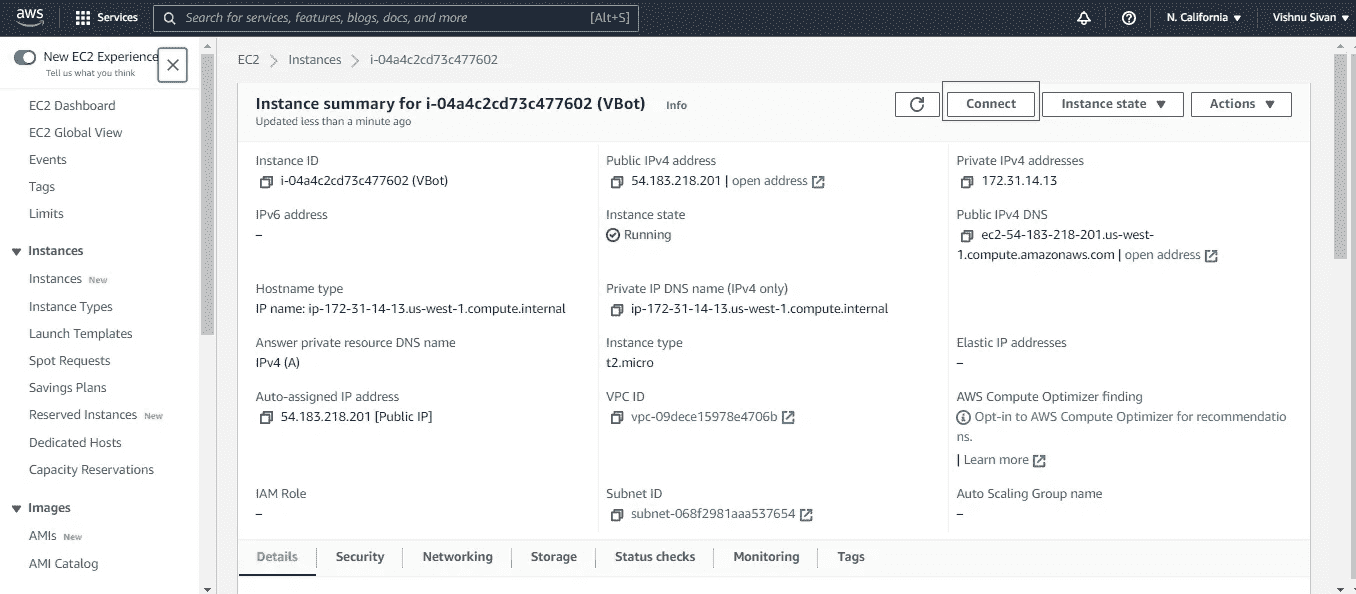 aws
Services
Search for services, features, blogs, docs, and more
[Alt+S]
N. California
Vishnu Sivan
New EC2 Experience
Tell us what you think
EC2 Dashboard
EC2 Global View
Events
Tags
Limits
Instances
Instances New
Instance Types
Launch Templates
Spot Requests
Savings Plans
Reserved Instances New
Dedicated Hosts
Capacity Reservations
Images
AMIs New
AMI Catalog
EC2 > Instances > i-04a4c2cd73c477602
Instance summary for i-04a4c2cd73c477602 (VBot) Info
Updated less than a minute ago
Connect
Instance state
Actions
Instance ID
i-04a4c2cd73c477602 (VBot)
Public IPv4 address
54.183.218.201 | open address
Private IPv4 addresses
172.31.14.13
IPv6 address
–
Instance state
Running
Public IPv4 DNS
ec2-54-183-218-201.us-west-
1.compute.amazonaws.com | open address
Hostname type
IP name: ip-172-31-14-13.us-west-1.compute.internal
Private IP DNS name (IPv4 only)
ip-172-31-14-13.us-west-1.compute.internal
Answer private resource DNS name
IPv4 (A)
Instance type
t2.micro
Elastic IP addresses
–
Auto-assigned IP address
54.183.218.201 [Public IP]
VPC ID
vpc-09dece15978e4706b
AWS Compute Optimizer finding
Opt-in to AWS Compute Optimizer for recommendatio
ns.
| Learn more
IAM Role
–
Subnet ID
subnet-068f2981aaa537654
Auto Scaling Group name
–
Details
Security
Networking
Storage
Status checks
Monitoring
Tags